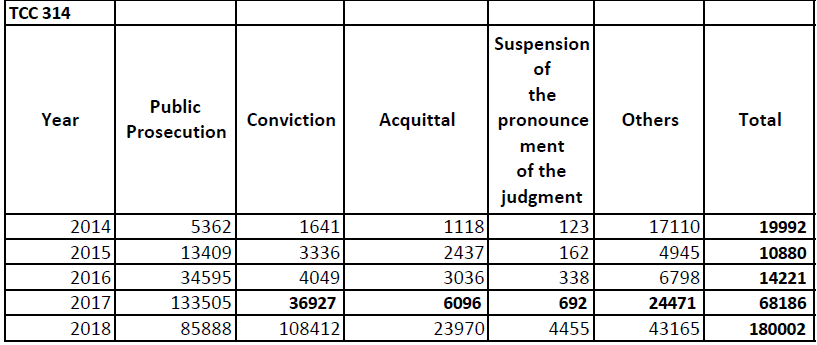 TCC 314
Year Public Prosecution Conviction Acquittal Suspension of the pronounce ment of the judgment Others Total
2014 5362 1641 1118 123 17110 19992
2015 13409 3336 2437 162 4945 10880
2016 34595 4049 3036 338 6798 14221
2017 133505 36927 6096 692 24471 68186
2018 85888 108412 23970 4455 43165 180002